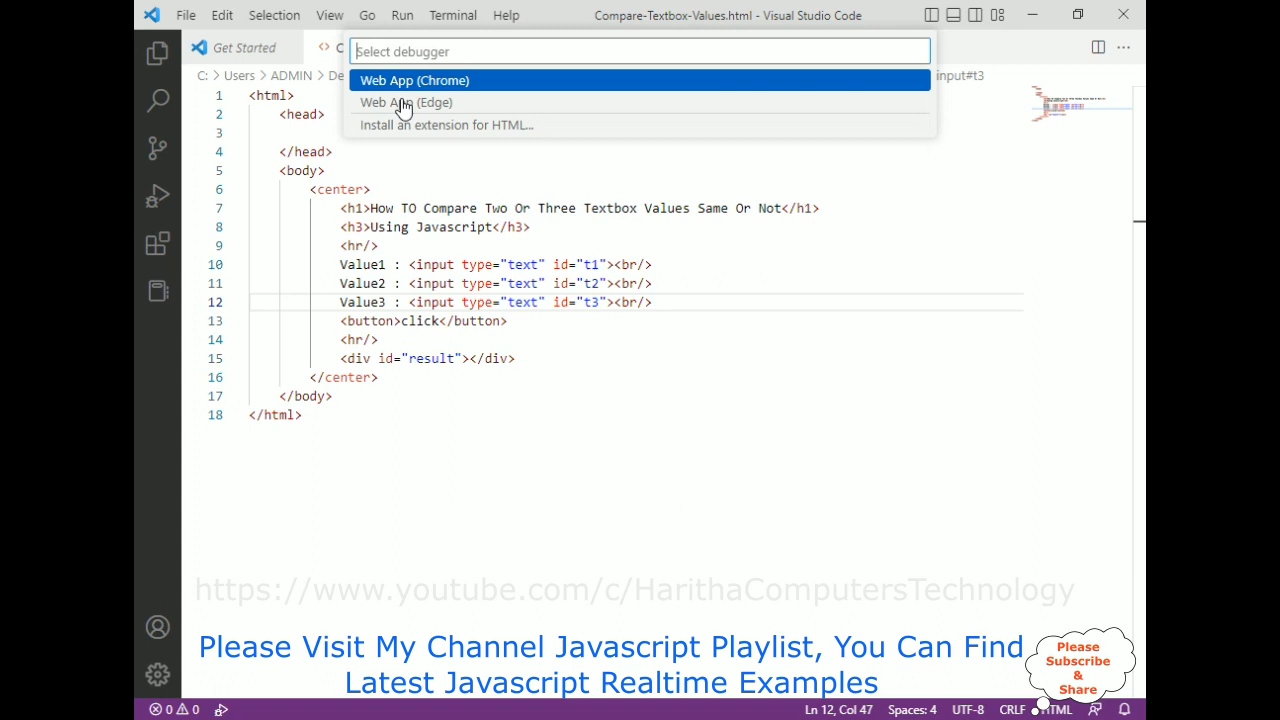 File Edit Selection View Go Run Terminal Help Compare-Textbox-Values.html - Visual Studio Code
Get Started
Select debugger
Web App (Chrome)
Web App (Edge)
Install an extension for HTML...
C: Users ADMIN input#t3
1 <html>
2 <head>
3
4 </head>
5 <body>
6 <center>
7 <h1>How TO Compare Two Or Three Textbox Values Same Or Not</h1>
8 <h3>Using Javascript</h3>
9 <hr/>
10 Value1 : <input type="text" id="t1"><br/>
11 Value2 : <input type="text" id="t2"><br/>
12 Value3 : <input type="text" id="t3"><br/>
13 <button>click</button>
14 <hr/>
15 <div id="result"></div>
16 </center>
17 </body>
18 </html>
https://www.youtube.com/c/HarithaComputersTechnology
Please Visit My Channel Javascript Playlist, You Can Find
Latest Javascript Realtime Examples
Please
Subscribe
&
Share
0 0 Ln 12, Col 47 Spaces: 4 UTF-8 CRLF HTML